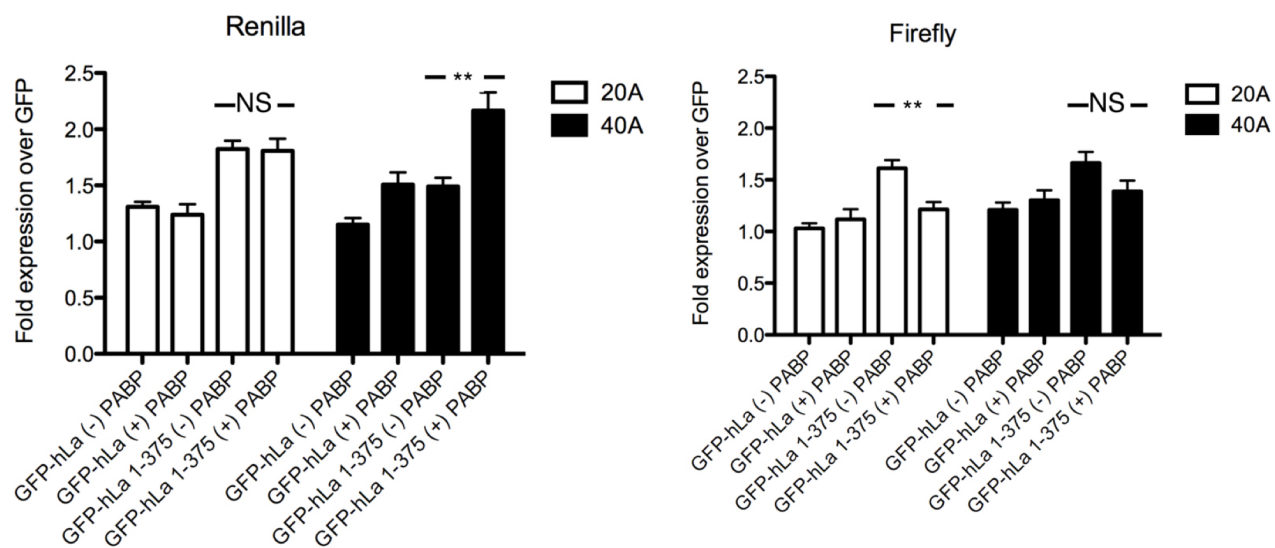 Renilla
Fold expression over GFP
2.5
2.0
1.5
1.0
0.5
0.0
NS
**
20A
40A
GFP-hLa (-) PABP
GFP-hLa (+) PABP
GFP-hLa 1-375 (-) PABP
GFP-hLa 1-375 (+) PABP
GFP-hLa (-) PABP
GFP-hLa (+) PABP
GFP-hLa 1-375 (-) PABP
GFP-hLa 1-375 (+) PABP
Firefly
Fold expression over GFP
2.5
2.0
1.5
1.0
0.5
0.0
**
NS
20A
40A
GFP-hLa (-) PABP
GFP-hLa (+) PABP
GFP-hLa 1-375 (-) PABP
GFP-hLa 1-375 (+) PABP
GFP-hLa (-) PABP
GFP-hLa (+) PABP
GFP-hLa 1-375 (-) PABP
GFP-hLa 1-375 (+) PABP